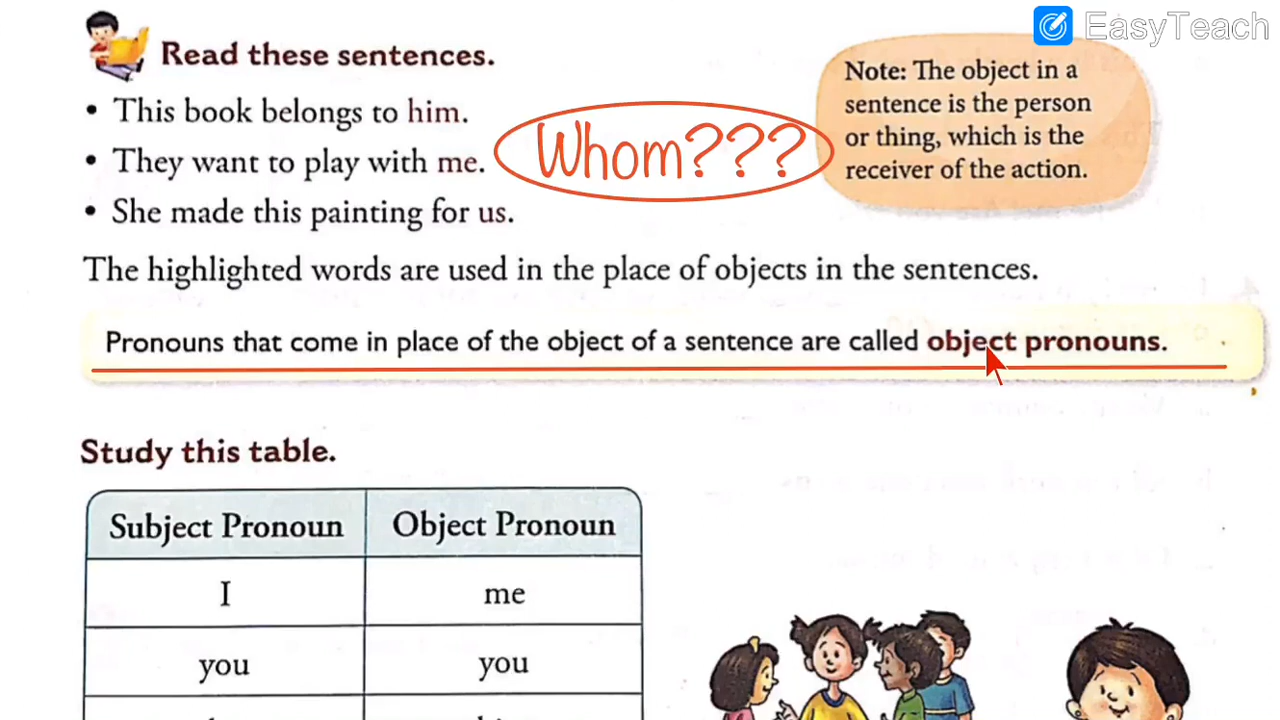 EasyTeach
Read these sentences.
• This book belongs to him.
• They want to play with me.
• She made this painting for us.
Whom???
Note: The object in a
sentence is the person
or thing, which is the
receiver of the action.
The highlighted words are used in the place of objects in the sentences.
Pronouns that come in place of the object of a sentence are called object pronouns.
Study this table.
Subject Pronoun Object Pronoun
I me
you you